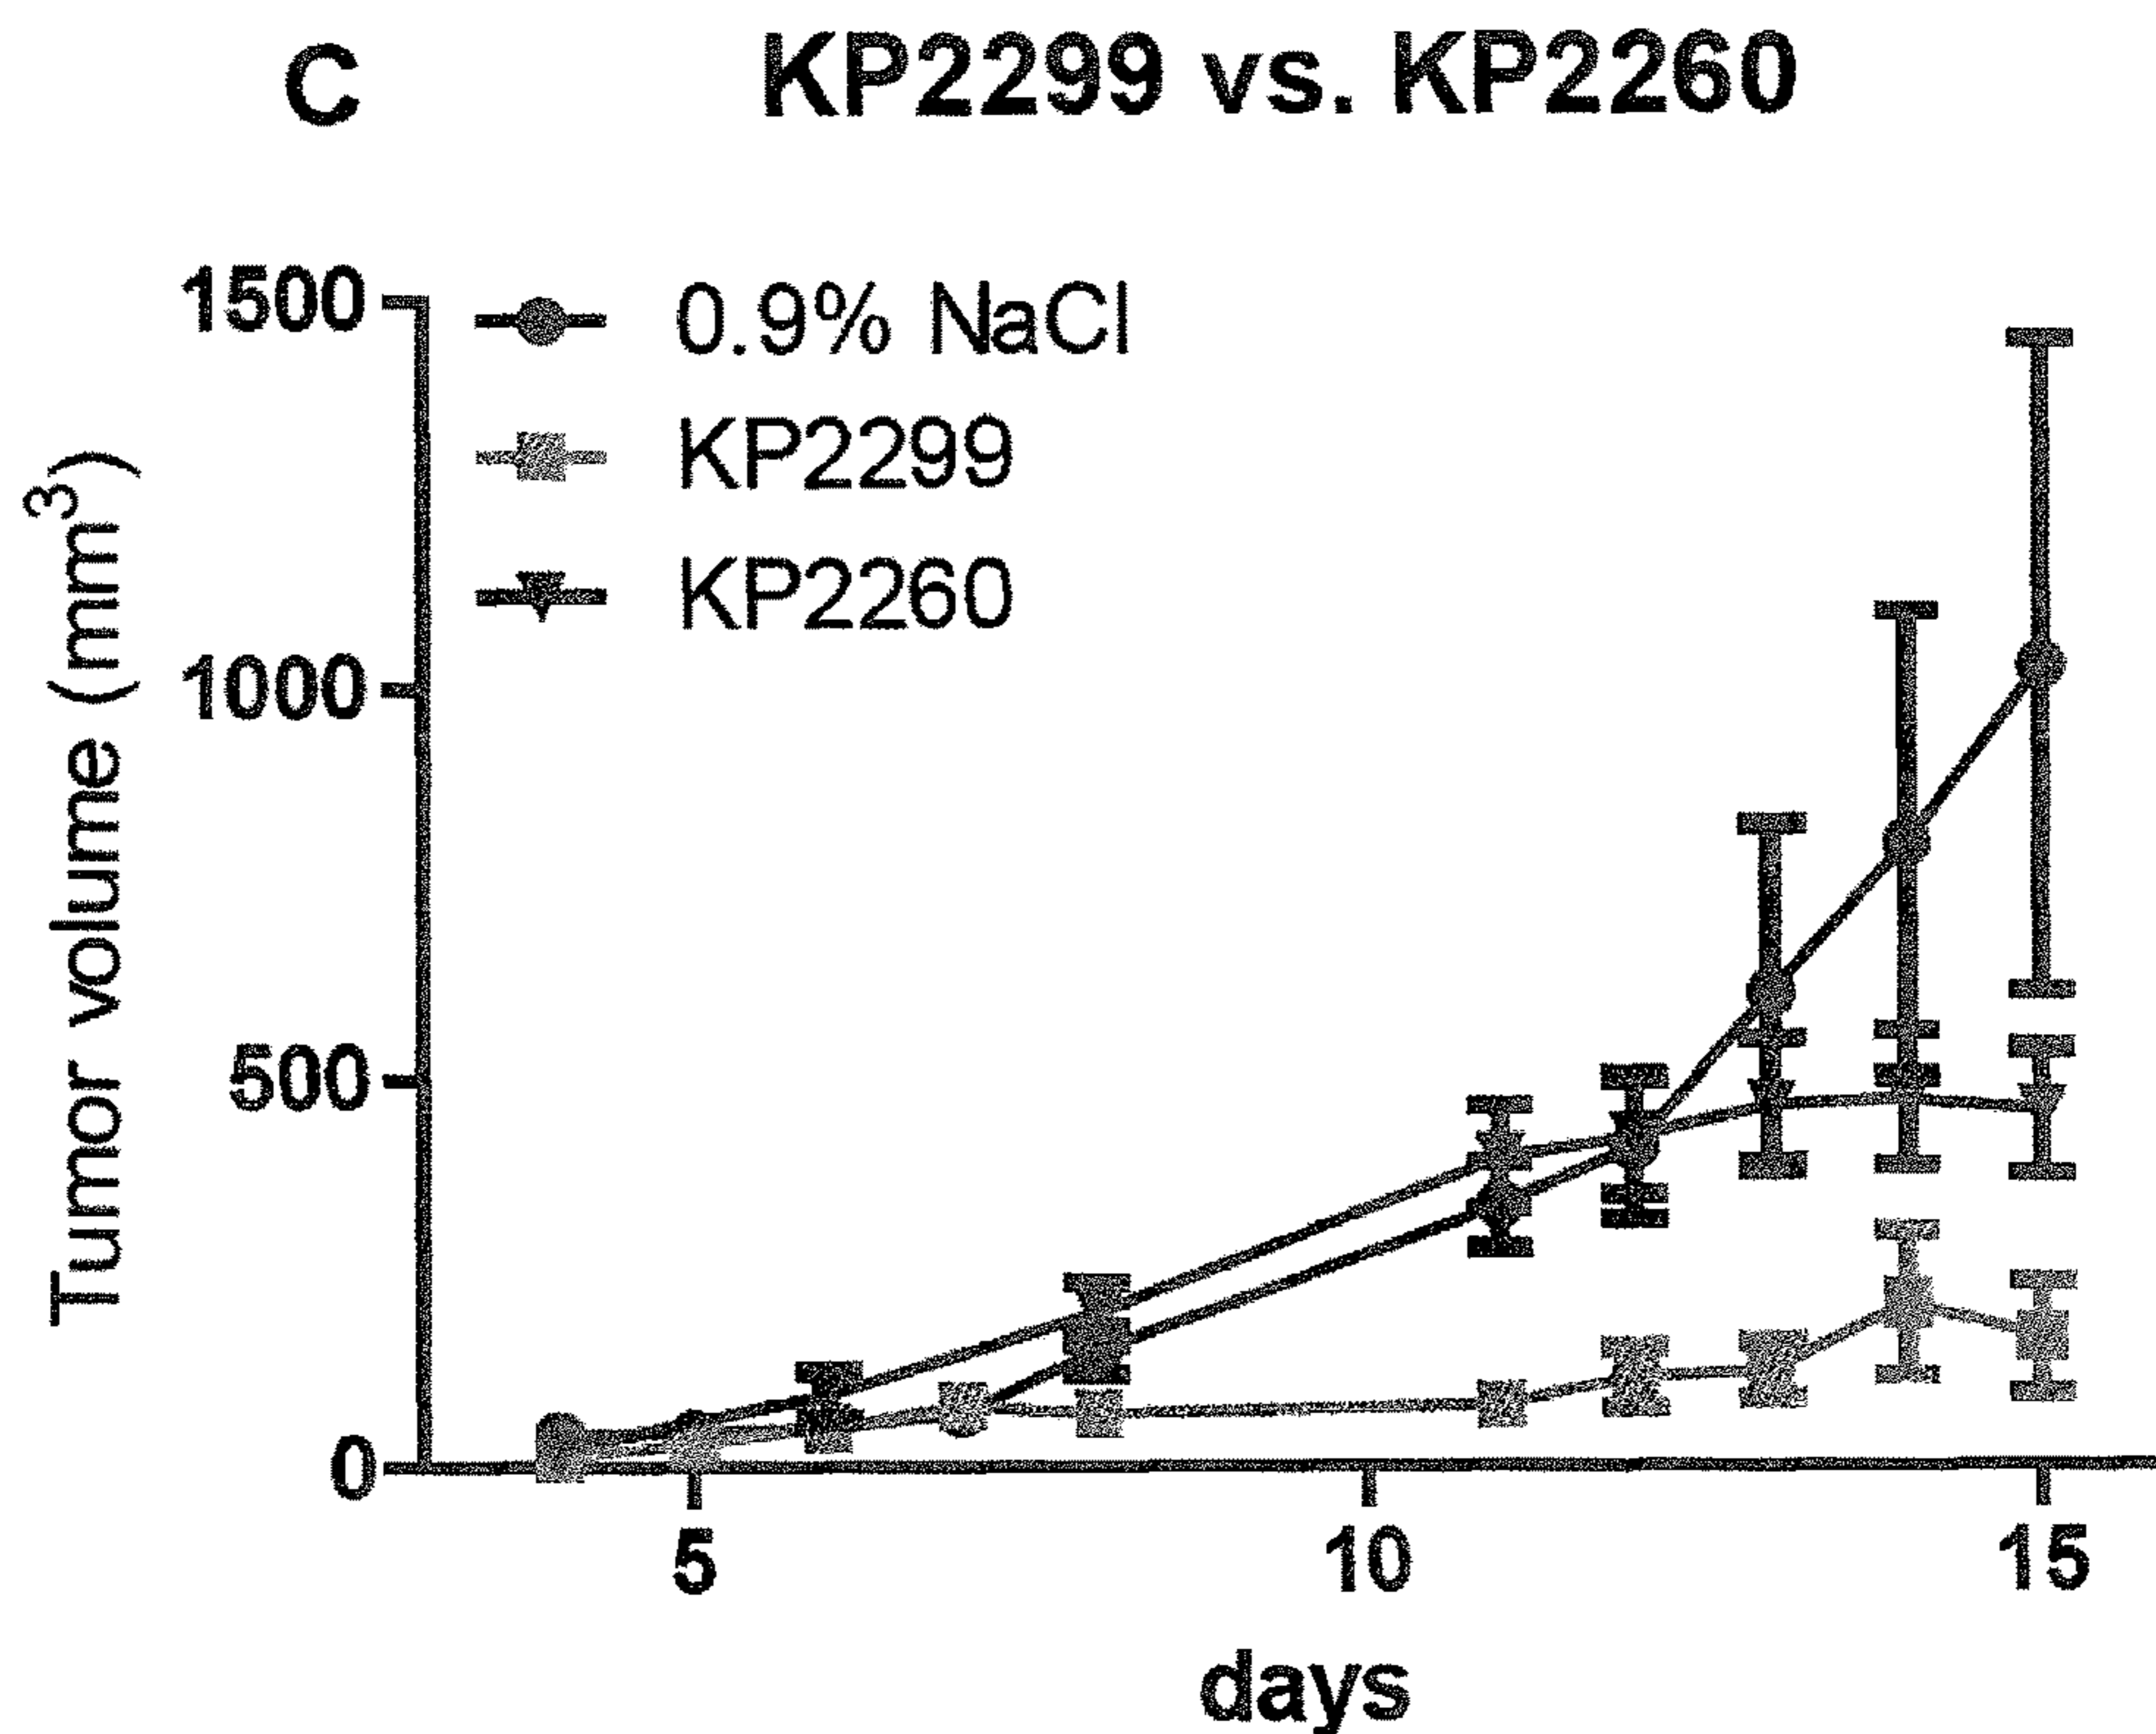 C KP2299 vs. KP2260
Tumor volume (mm³)
1500
1000
500
0
0.9% NaCl
KP2299
KP2260
5 10 15
days